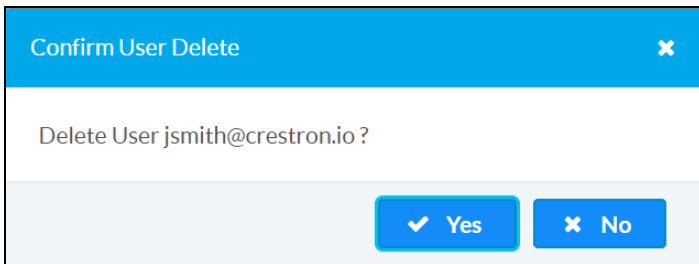 Confirm User Delete
Delete User jsmith@crestron.io ?
Yes No